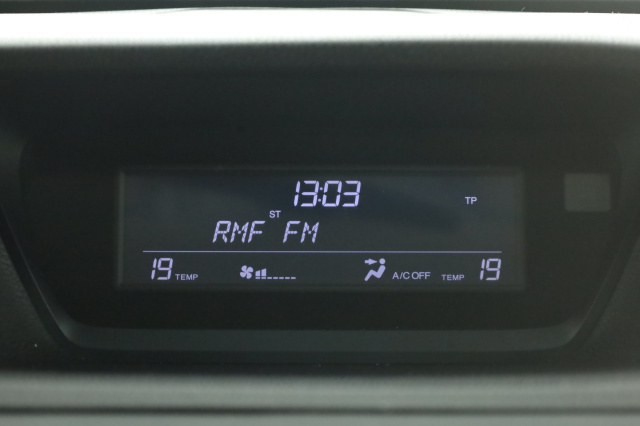 13:03
ST
TP
RMF FM
19 TEMP A/C OFF TEMP 19